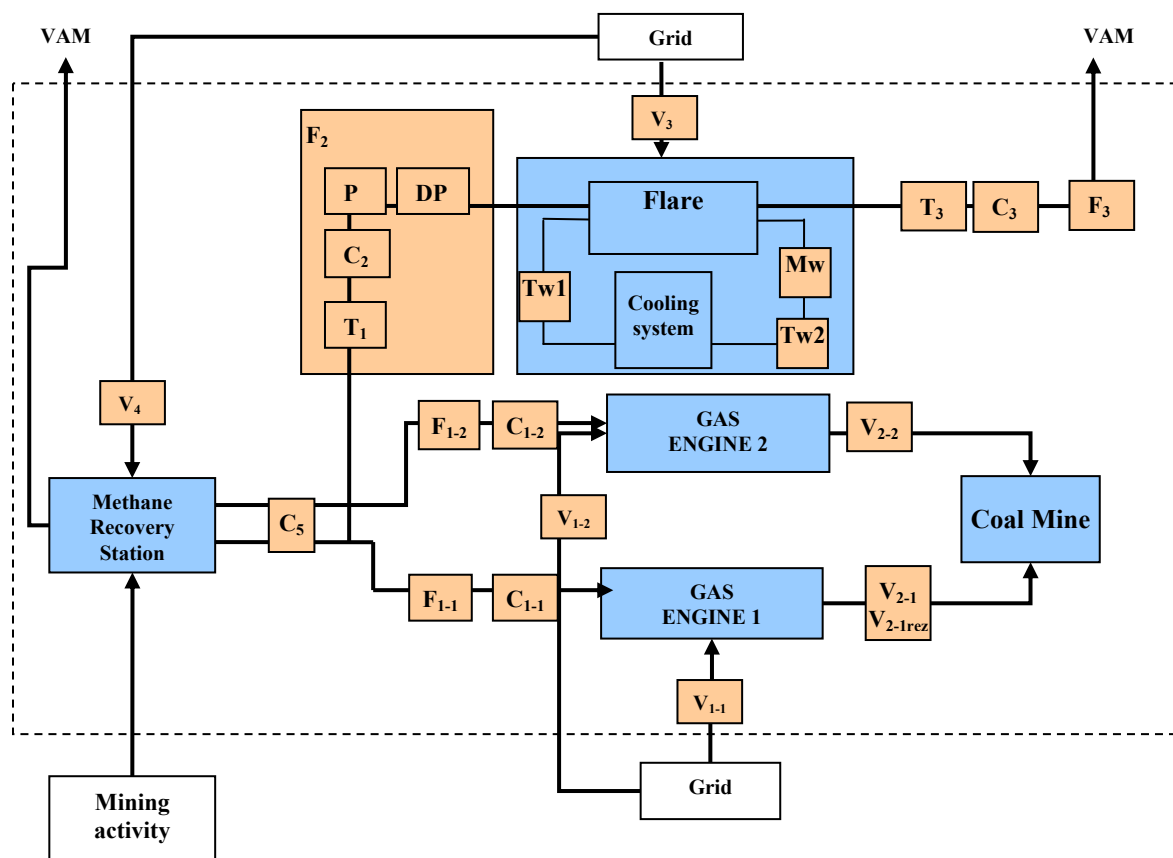 VAM
Grid
VAM
V₃
F₂
P
DP
Flare
T₃
C₃
F₃
C₂
Mw
Tw1
Cooling
system
T₁
Tw2
V₄
F₁₋₂
C₁₋₂
GAS
ENGINE 2
V₂₋₂
Methane
Recovery
Station
C₅
V₁₋₂
Coal Mine
F₁₋₁
C₁₋₁
GAS
ENGINE 1
V₂₋₁
V₂₋₁rez
V₁₋₁
Mining
activity
Grid